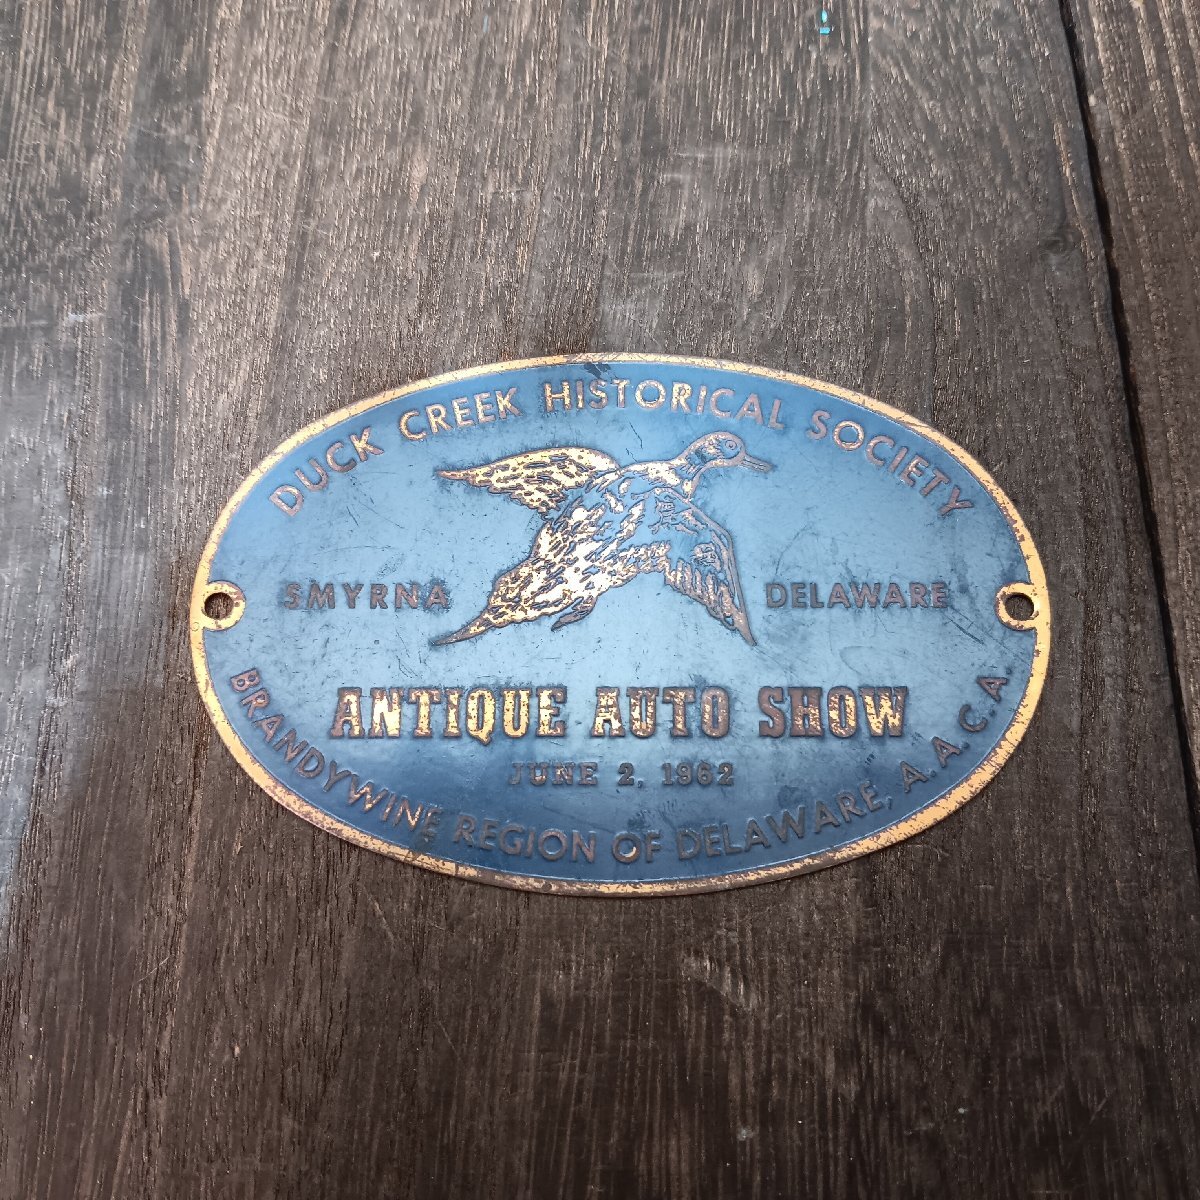 DUCK CREEK HISTORICAL SOCIETY
SMYRNA DELAWARE
ANTIQUE AUTO SHOW
JUNE 2, 1962
BRANDYWINE REGION OF DELAWARE, A.A.C.A.